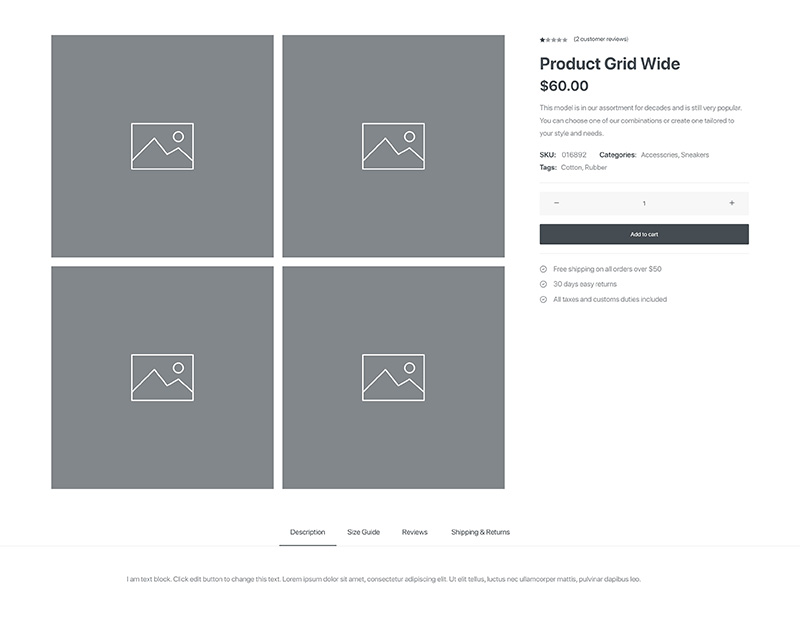 (2 customer reviews)
Product Grid Wide
$60.00
This model is in our assortment for decades and is still very popular.
You can choose one of our combinations or create one tailored to
your style and needs.
SKU: 016892 Categories: Accessories, Sneakers
Tags: Cotton, Rubber
− 1 +
Add to cart
Free shipping on all orders over $50
30 days easy returns
All taxes and customs duties included
Description Size Guide Reviews Shipping & Returns
I am text block. Click edit button to change this text. Lorem ipsum dolor sit amet, consectetur adipiscing elit. Ut elit tellus, luctus nec ullamcorper mattis, pulvinar dapibus leo.